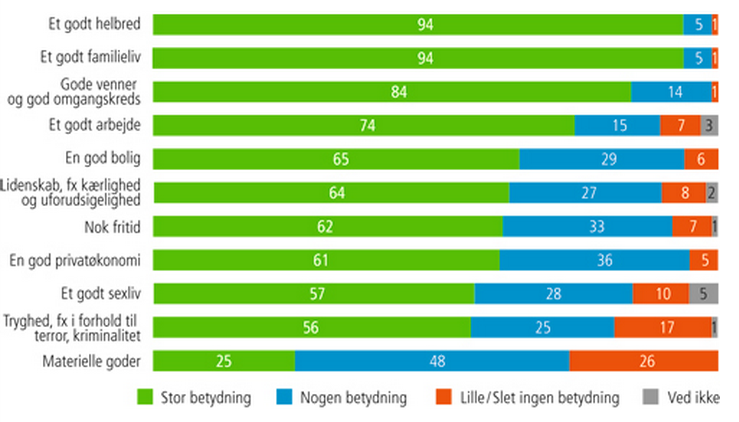 Et godt helbred 94 5 1
Et godt familieliv 94 5 1
Gode venner
og god omgangskreds 84 14 1
Et godt arbejde 74 15 7 3
En god bolig 65 29 6
Lidenskab, fx kærlighed
og uforudsigelighed 64 27 8 2
Nok fritid 62 33 7 1
En god privatøkonomi 61 36 5
Et godt sexliv 57 28 10 5
Tryghed, fx i forhold til
terror, kriminalitet 56 25 17 1
Materielle goder 25 48 26
Stor betydning Nogen betydning Lille/Slet ingen betydning Ved ikke